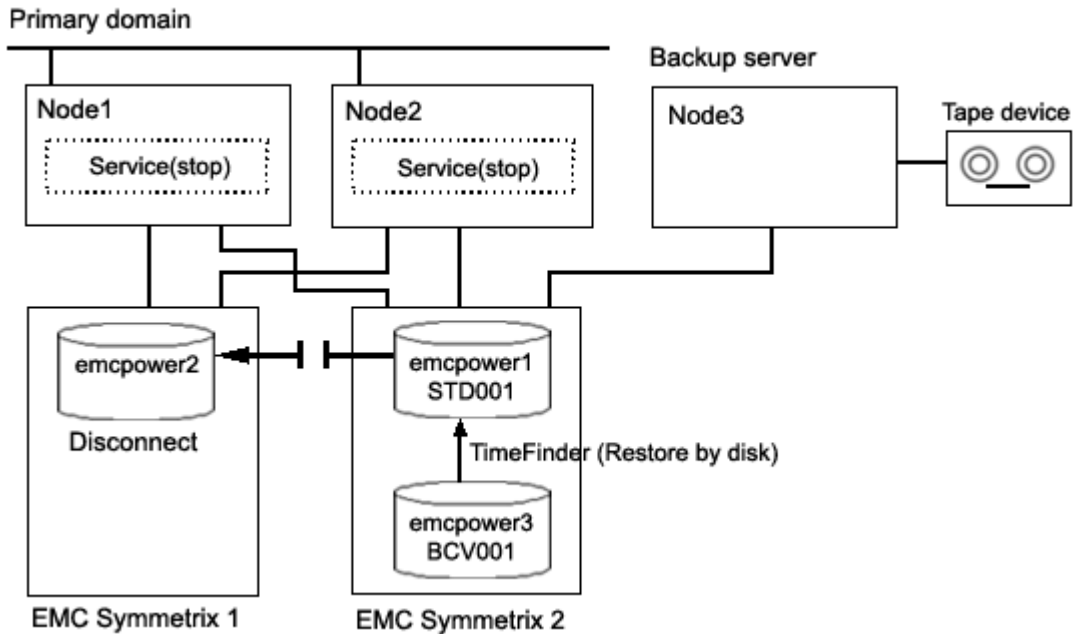 Primary domain
Backup server
Node1
Node2
Node3
Tape device
Service(stop)
Service(stop)
emcpower2
emcpower1
STD001
Disconnect
TimeFinder (Restore by disk)
emcpower3
BCV001
EMC Symmetrix 1
EMC Symmetrix 2